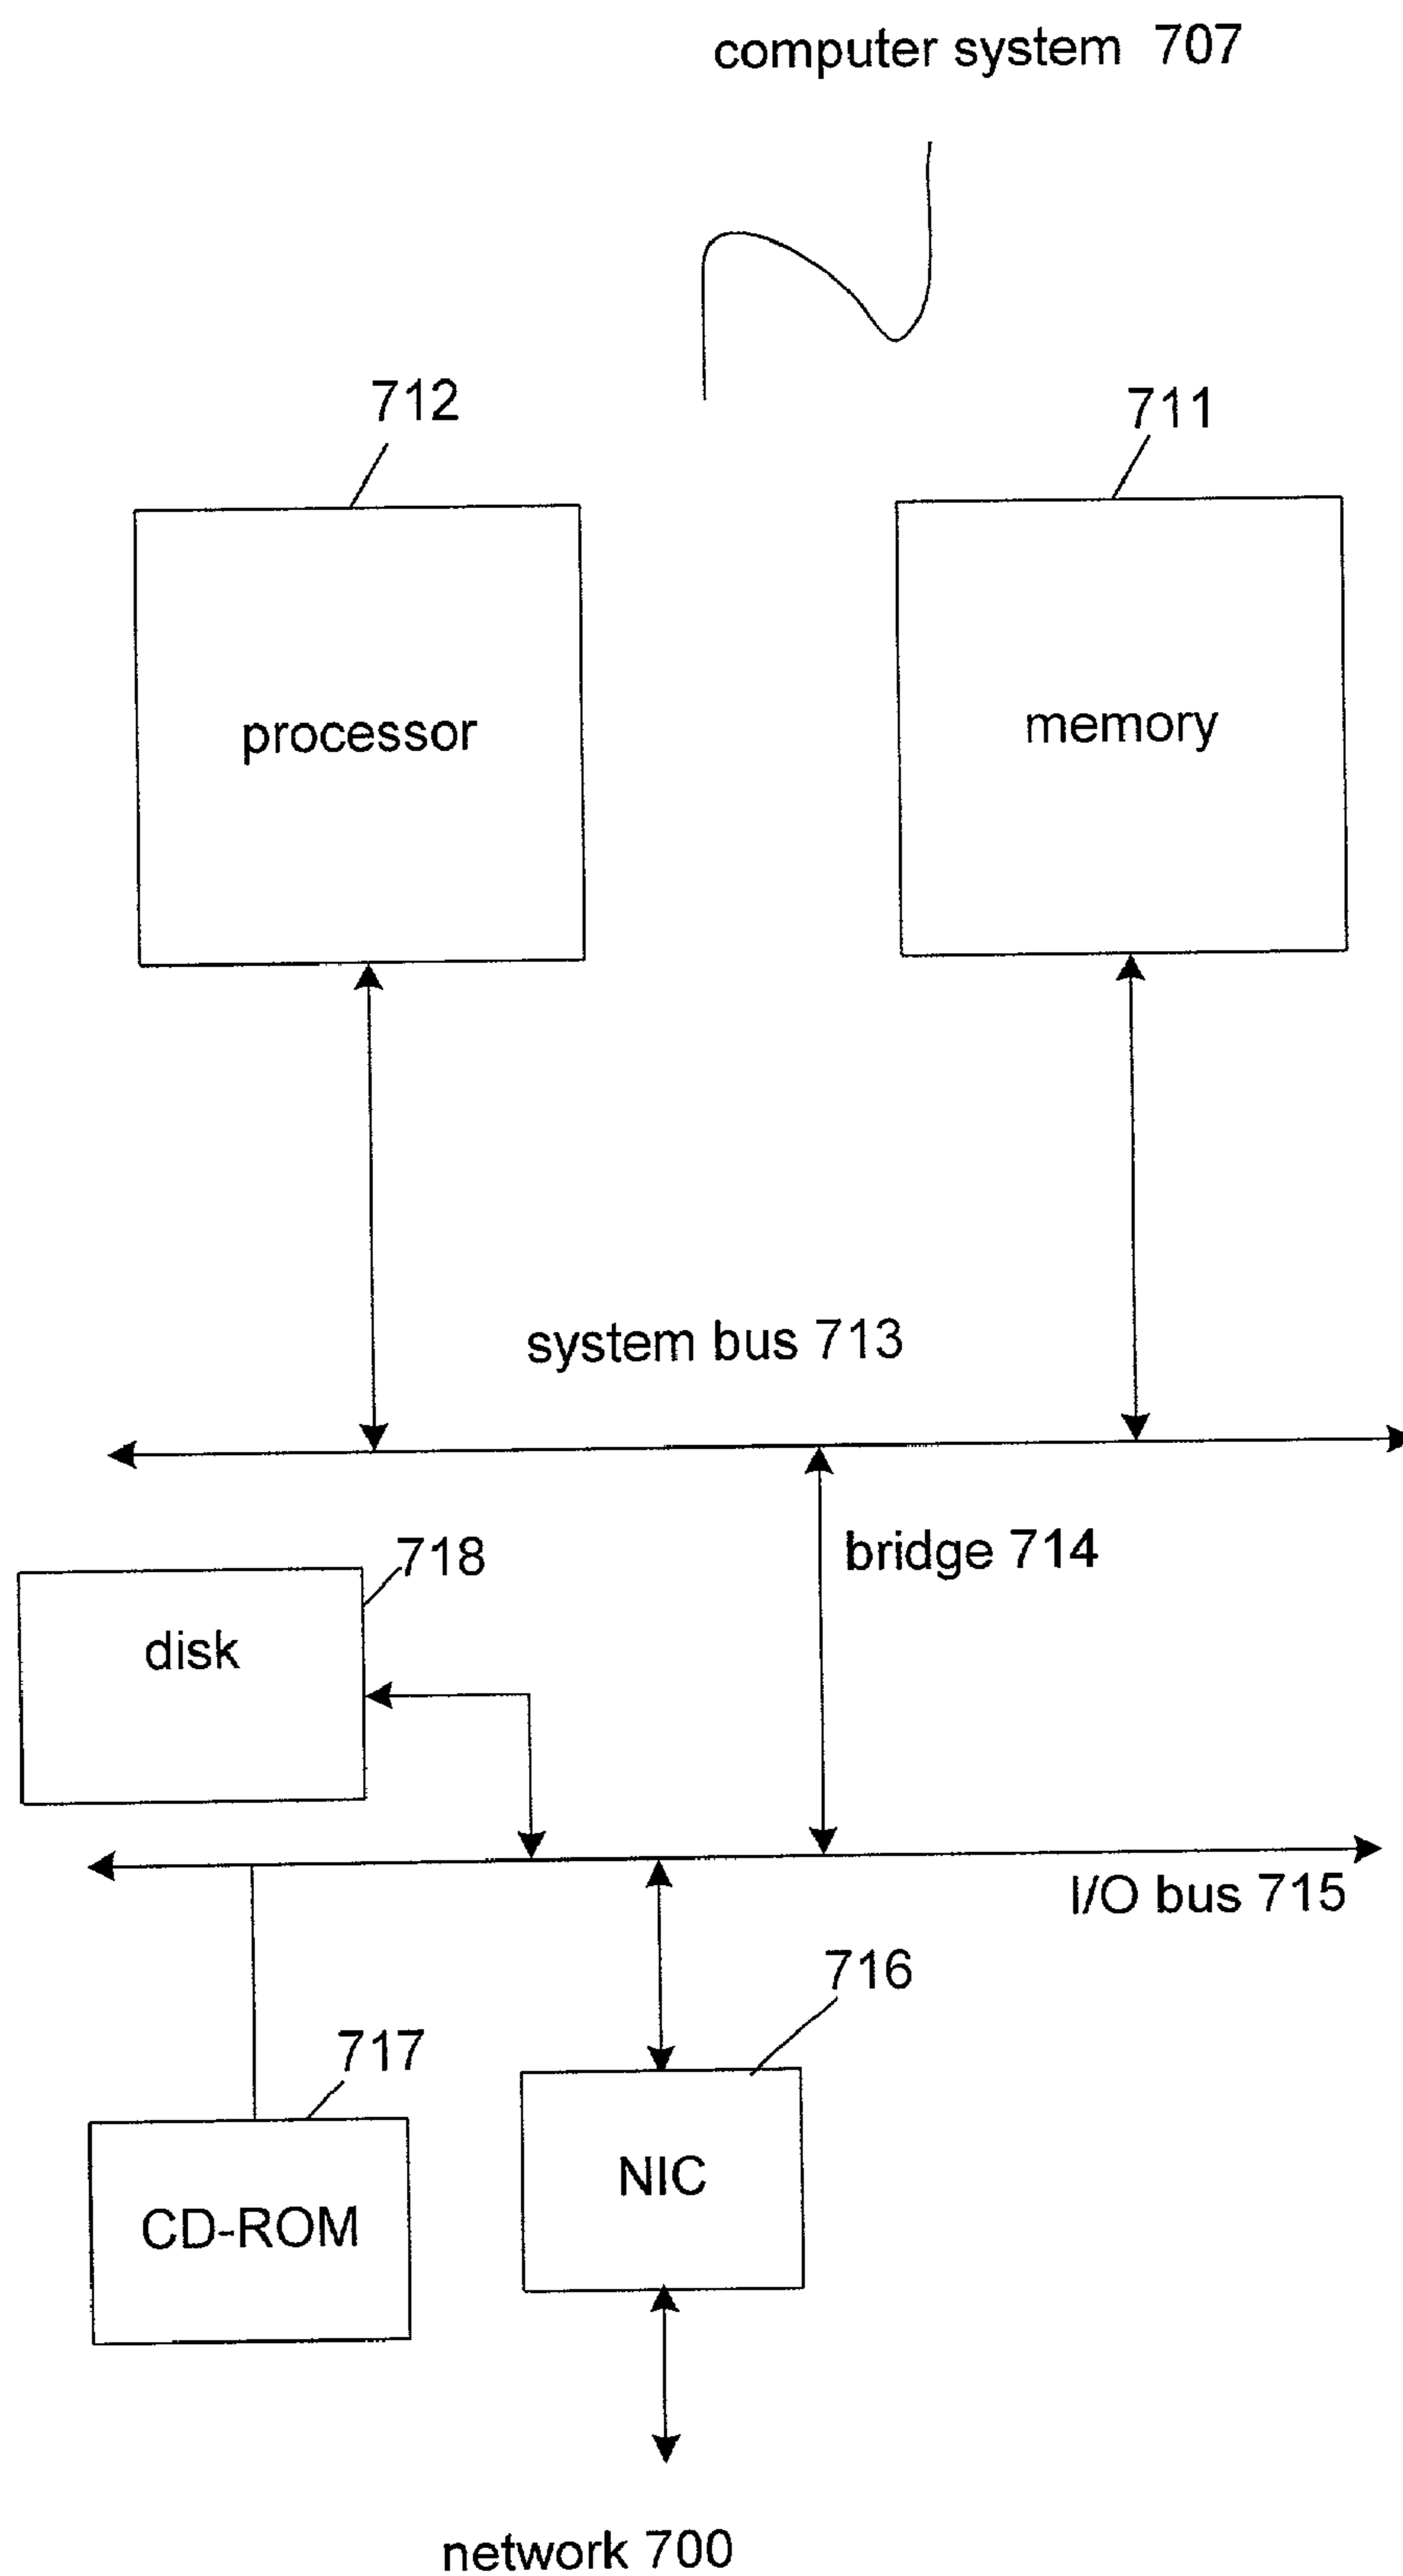 computer system 707
712
711
processor
memory
system bus 713
718
bridge 714
disk
I/O bus 715
716
717
NIC
CD-ROM
network 700